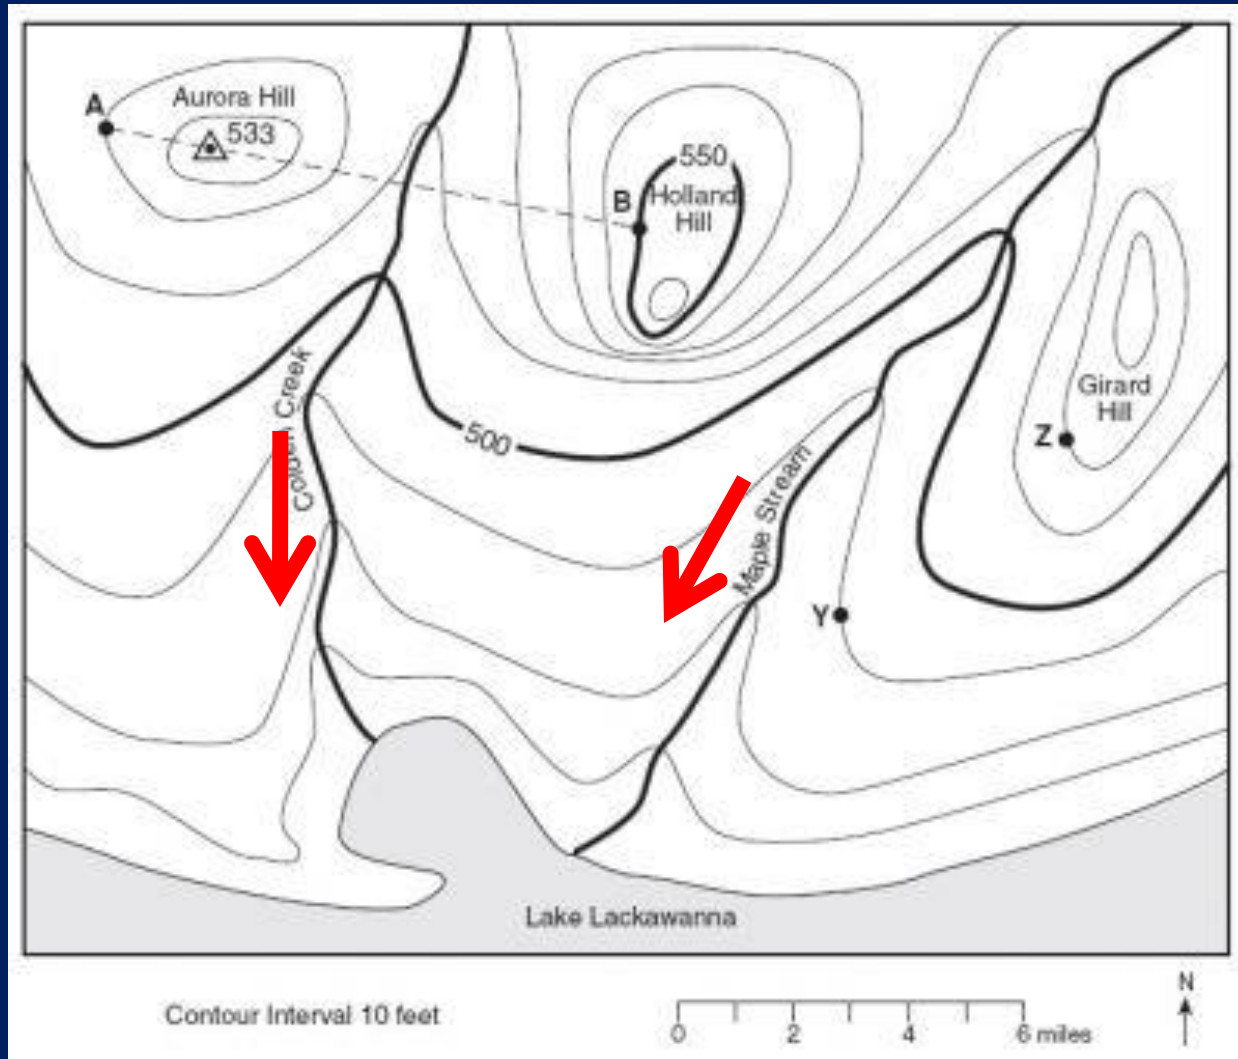 A
Aurora Hill
533
550
B
Holland
Hill
Colden Creek
500
Girard
Hill
Z
Maple Stream
Y
Lake Lackawanna
Contour Interval 10 feet
0 2 4 6 miles
N